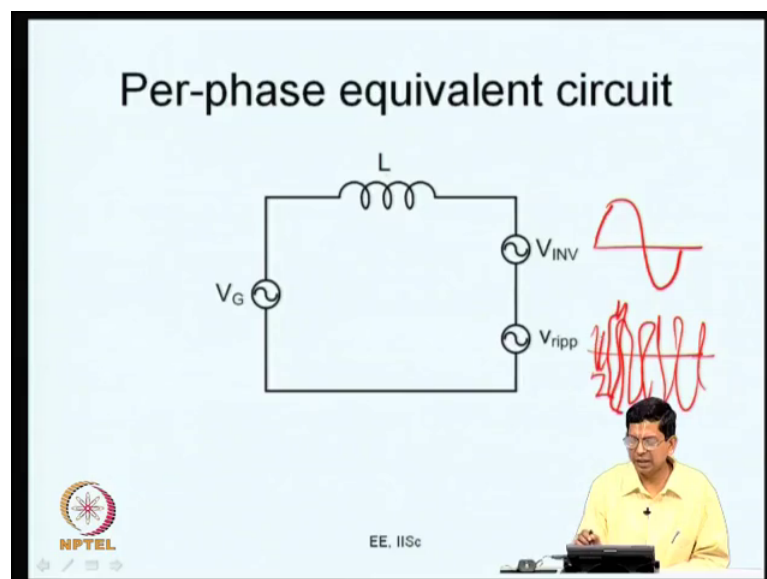 Per-phase equivalent circuit
L
V_INV
V_G
v_ripp
NPTEL
EE, IISc